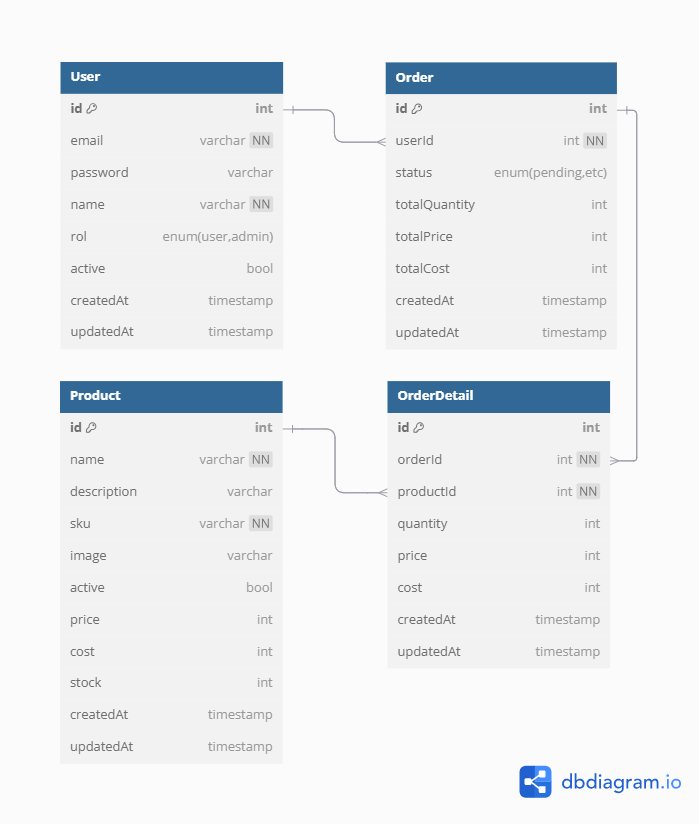 User
id int
email varchar NN
password varchar
name varchar NN
rol enum(user,admin)
active bool
createdAt timestamp
updatedAt timestamp
Order
id int
userId int NN
status enum(pending,etc)
totalQuantity int
totalPrice int
totalCost int
createdAt timestamp
updatedAt timestamp
Product
id int
name varchar NN
description varchar
sku varchar NN
image varchar
active bool
price int
cost int
stock int
createdAt timestamp
updatedAt timestamp
OrderDetail
id int
orderId int NN
productId int NN
quantity int
price int
cost int
createdAt timestamp
updatedAt timestamp
dbdiagram.io